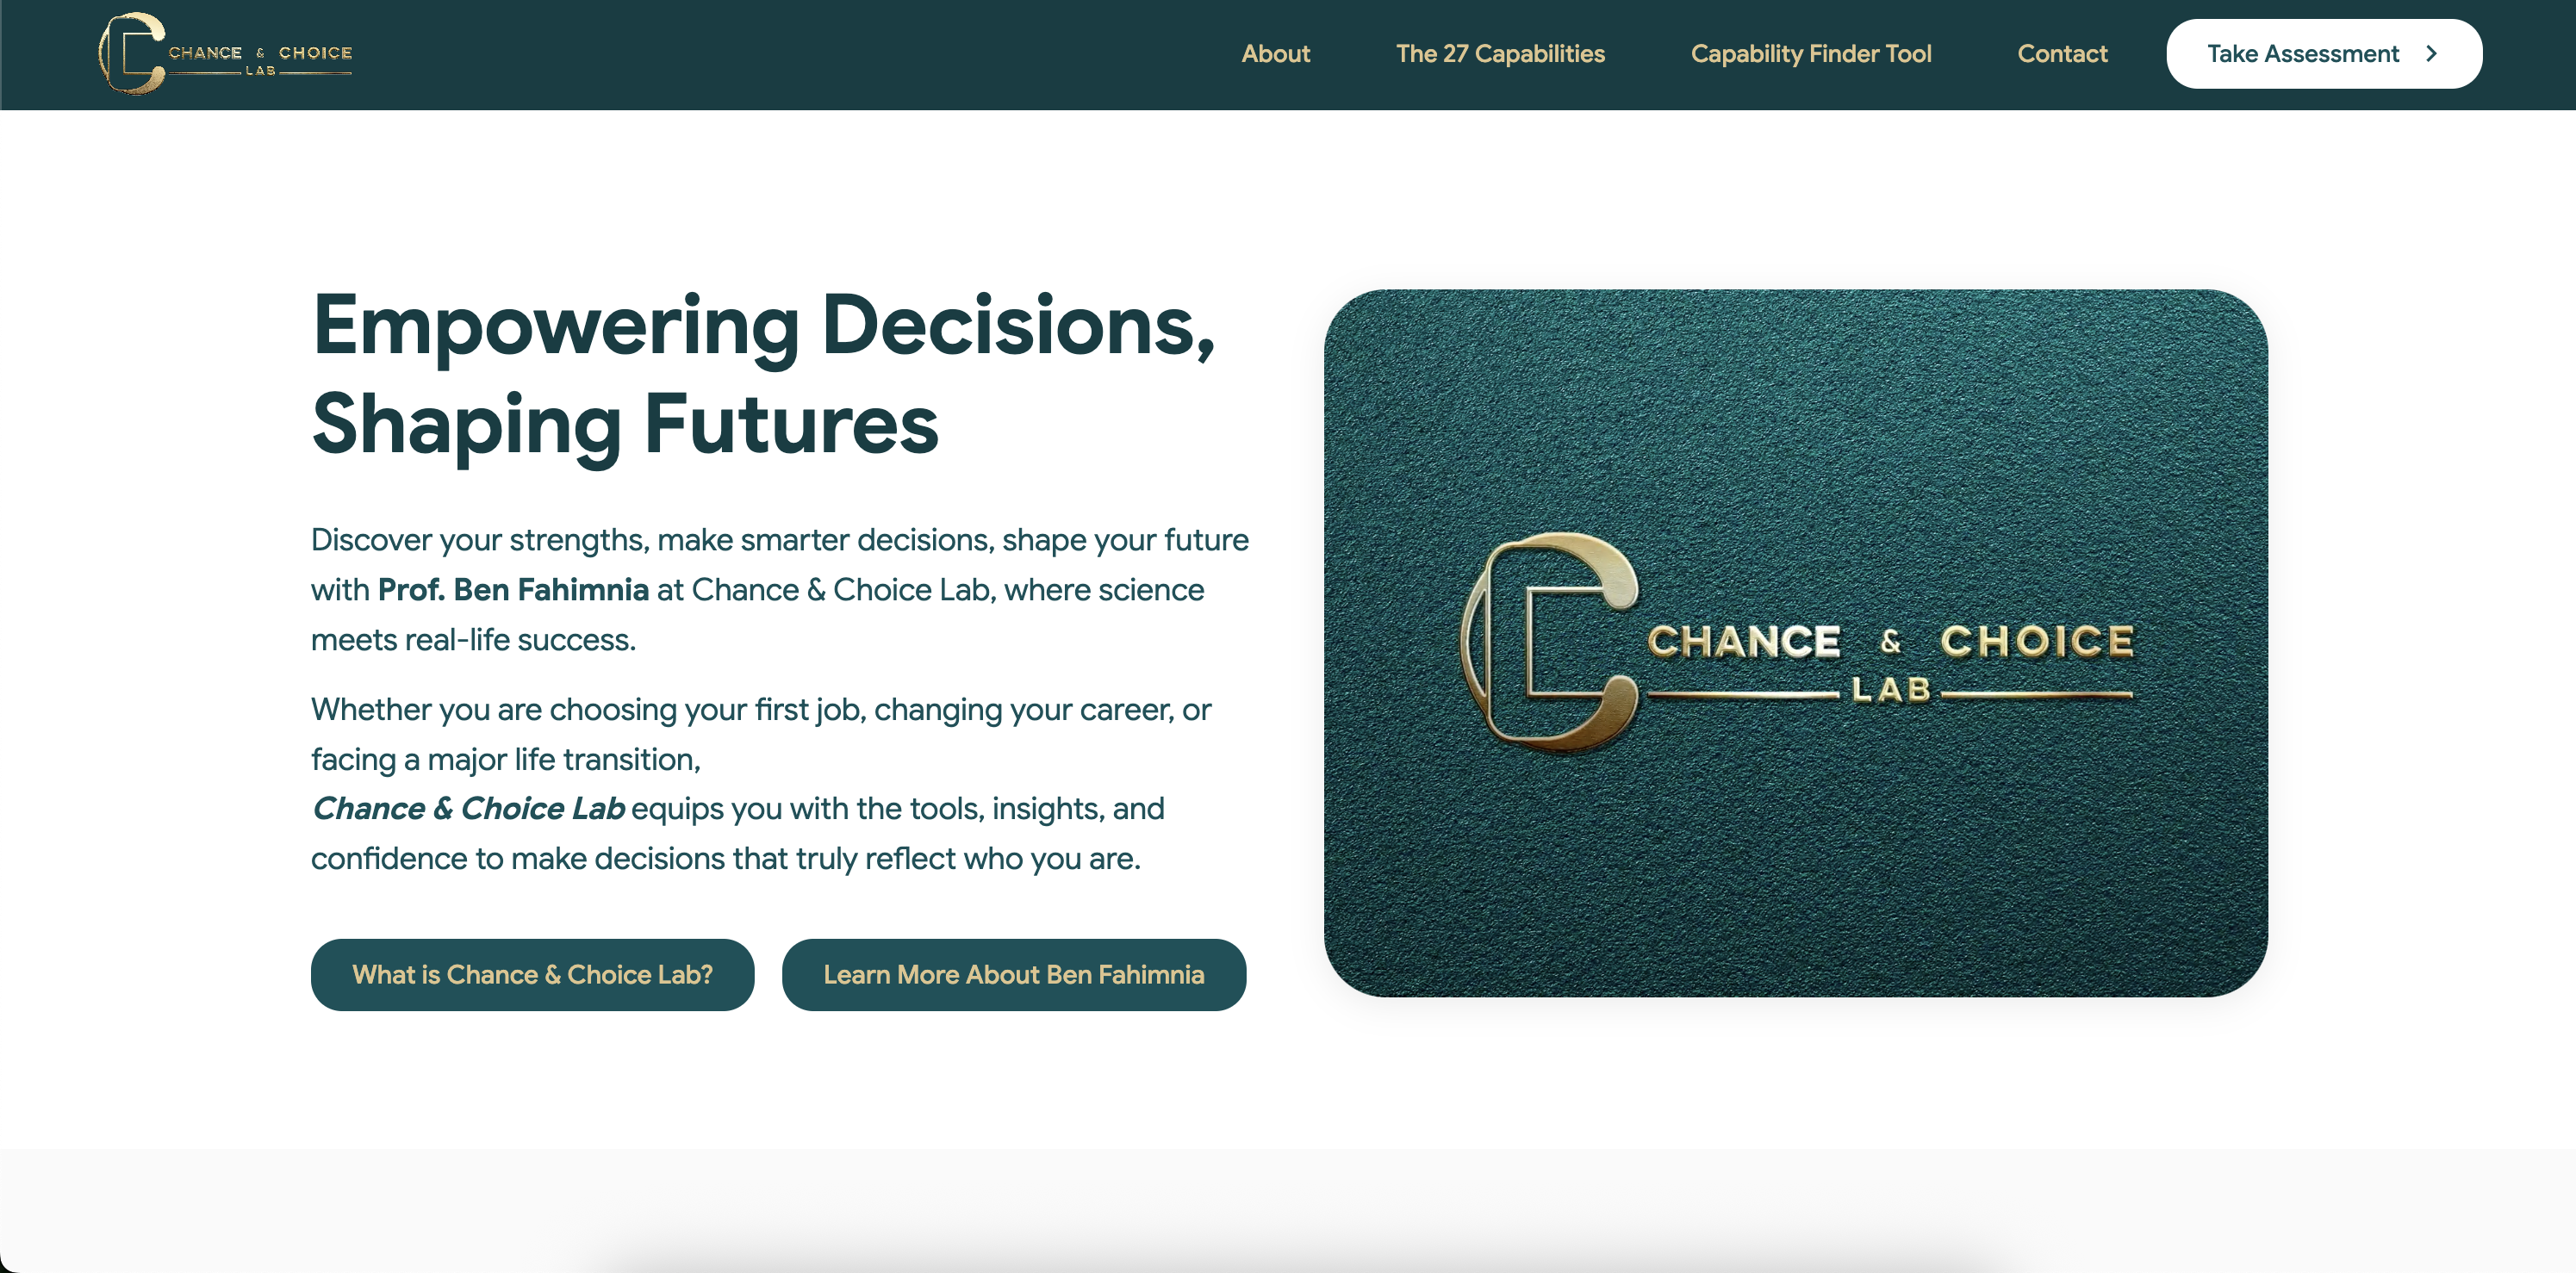 CHANCE & CHOICE
LAB
About
The 27 Capabilities
Capability Finder Tool
Contact
Take Assessment
Empowering Decisions,
Shaping Futures
Discover your strengths, make smarter decisions, shape your future
with Prof. Ben Fahimnia at Chance & Choice Lab, where science
meets real-life success.
Whether you are choosing your first job, changing your career, or
facing a major life transition,
Chance & Choice Lab equips you with the tools, insights, and
confidence to make decisions that truly reflect who you are.
What is Chance & Choice Lab?
Learn More About Ben Fahimnia
CHANCE & CHOICE
LAB